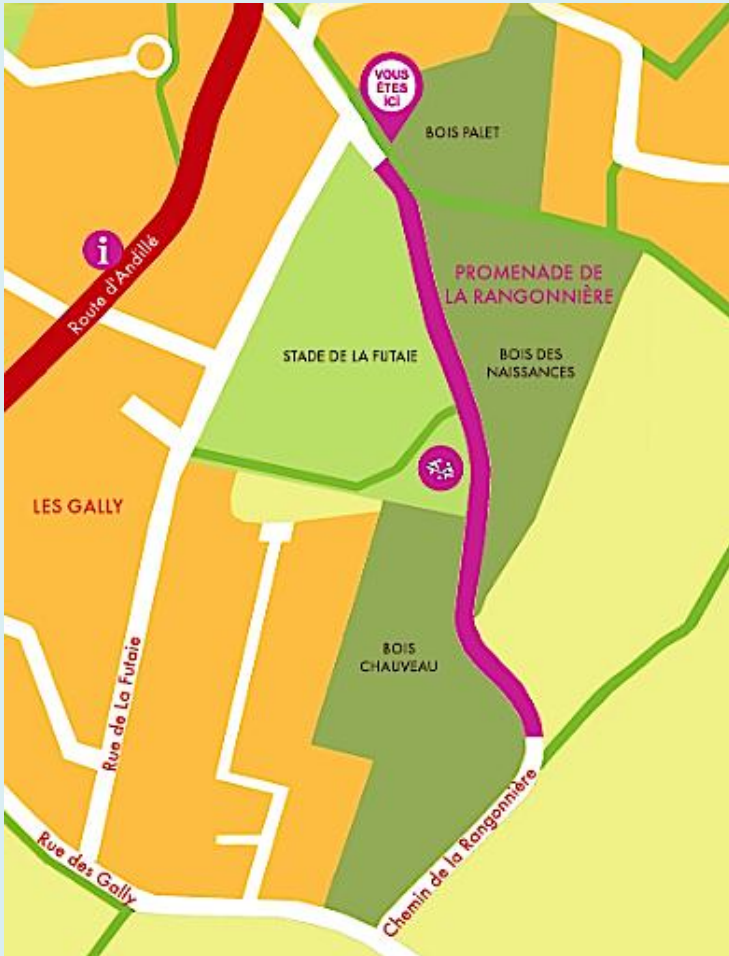 VOUS
ÊTES
ICI
BOIS PALET
i
Route d'Andillé
PROMENADE DE
LA RANGONNIÈRE
STADE DE LA FUTAIE
BOIS DES
NAISSANCES
LES GALLY
Rue de La Futaie
BOIS
CHAUVEAU
Chemin de la Rangonnière
Rue des Gally